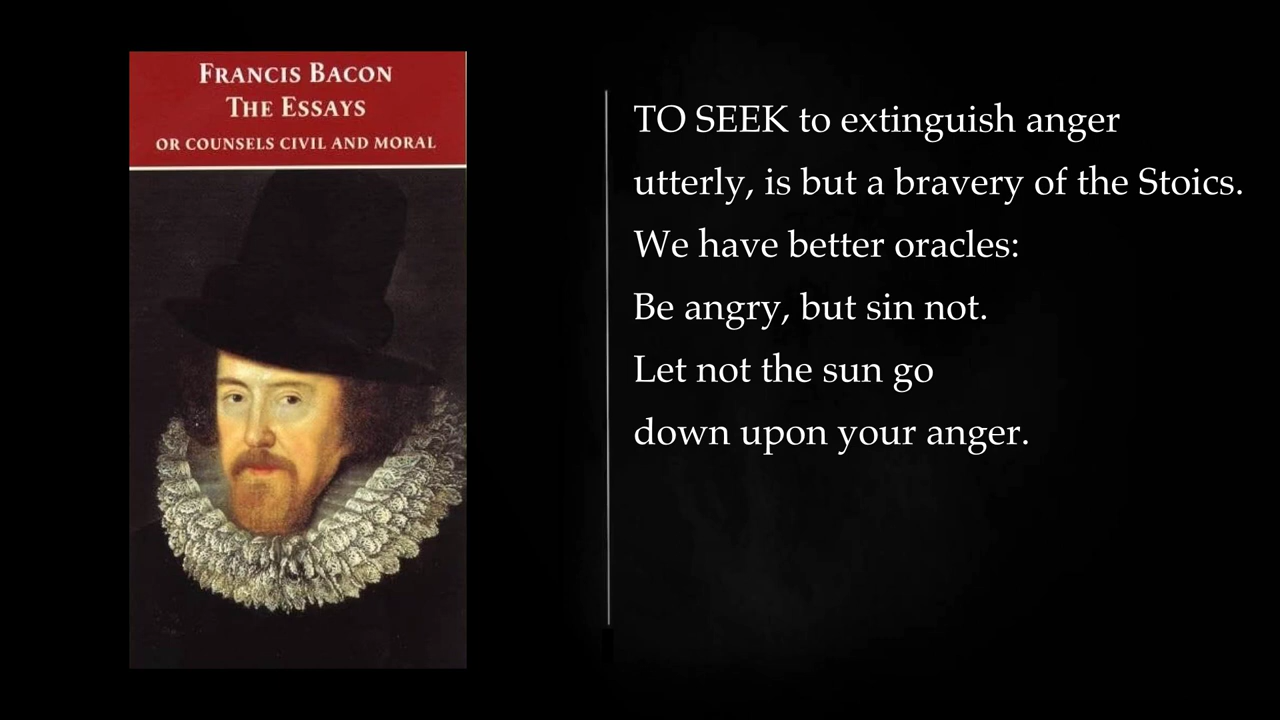 FRANCIS BACON
THE ESSAYS
OR COUNSELS CIVIL AND MORAL
TO SEEK to extinguish anger
utterly, is but a bravery of the Stoics.
We have better oracles:
Be angry, but sin not.
Let not the sun go
down upon your anger.